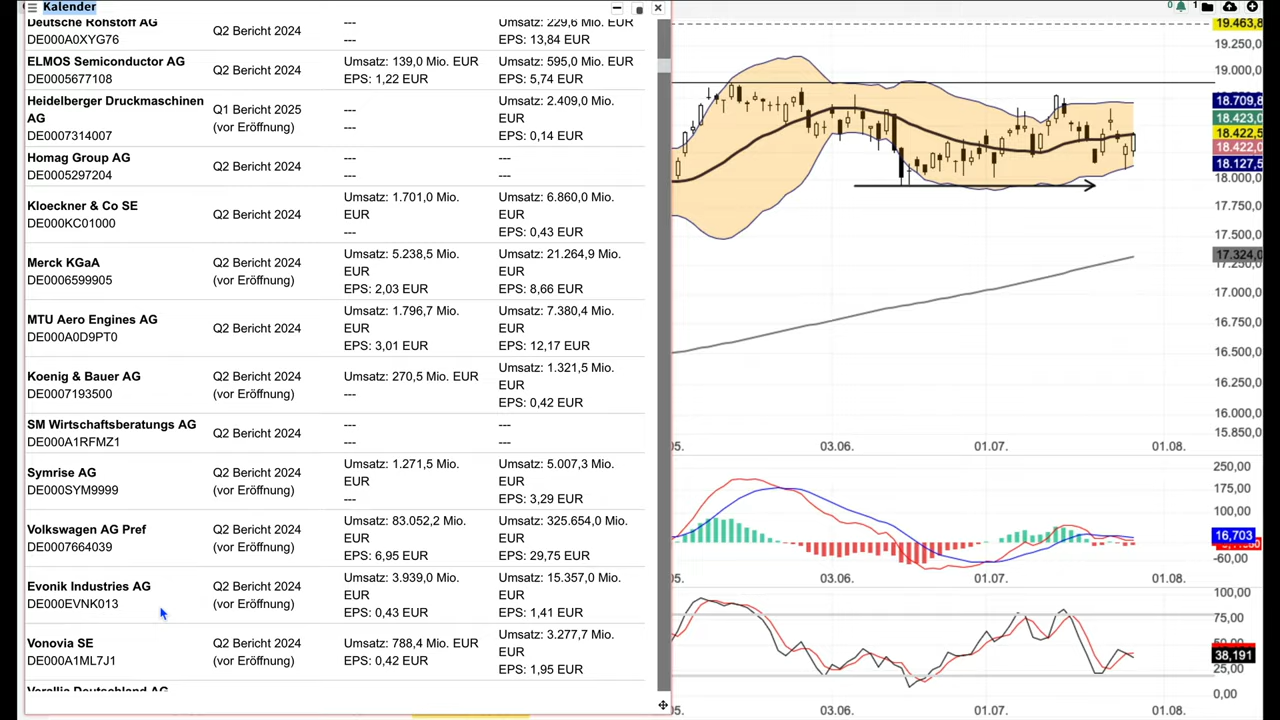 Kalender
0
1
Deutsche Rohstoff AG
DE000A0XYG76
Q2 Bericht 2024
---
---
Umsatz: 229,6 Mio. EUR
EPS: 13,84 EUR
ELMOS Semiconductor AG
DE0005677108
Q2 Bericht 2024
Umsatz: 139,0 Mio. EUR
EPS: 1,22 EUR
Umsatz: 595,0 Mio. EUR
EPS: 5,74 EUR
Heidelberger Druckmaschinen
AG
DE0007314007
Q1 Bericht 2025
(vor Eröffnung)
---
---
Umsatz: 2.409,0 Mio.
EUR
EPS: 0,14 EUR
Homag Group AG
DE0005297204
Q2 Bericht 2024
---
---
---
---
Kloeckner & Co SE
DE000KC01000
Q2 Bericht 2024
Umsatz: 1.701,0 Mio.
EUR
---
Umsatz: 6.860,0 Mio.
EUR
EPS: 0,43 EUR
Merck KGaA
DE0006599905
Q2 Bericht 2024
(vor Eröffnung)
Umsatz: 5.238,5 Mio.
EUR
EPS: 2,03 EUR
Umsatz: 21.264,9 Mio.
EUR
EPS: 8,66 EUR
MTU Aero Engines AG
DE000A0D9PT0
Q2 Bericht 2024
Umsatz: 1.796,7 Mio.
EUR
EPS: 3,01 EUR
Umsatz: 7.380,4 Mio.
EUR
EPS: 12,17 EUR
Koenig & Bauer AG
DE0007193500
Q2 Bericht 2024
(vor Eröffnung)
Umsatz: 270,5 Mio. EUR
---
Umsatz: 1.321,5 Mio.
EUR
EPS: 0,42 EUR
SM Wirtschaftsberatungs AG
DE000A1RFMZ1
Q2 Bericht 2024
---
---
---
---
Symrise AG
DE000SYM9999
Q2 Bericht 2024
(vor Eröffnung)
Umsatz: 1.271,5 Mio.
EUR
---
Umsatz: 5.007,3 Mio.
EUR
EPS: 3,29 EUR
Volkswagen AG Pref
DE0007664039
Q2 Bericht 2024
(vor Eröffnung)
Umsatz: 83.052,2 Mio.
EUR
EPS: 6,93 EUR
Umsatz: 325.654,0 Mio.
EUR
EPS: 29,75 EUR
Evonik Industries AG
DE000EVNK013
Q2 Bericht 2024
(vor Eröffnung)
Umsatz: 3.939,0 Mio.
EUR
EPS: 0,43 EUR
Umsatz: 15.357,0 Mio.
EUR
EPS: 1,41 EUR
Vonovia SE
DE000A1ML7J1
Q2 Bericht 2024
(vor Eröffnung)
Umsatz: 788,4 Mio. EUR
EPS: 0,42 EUR
Umsatz: 3.277,7 Mio.
EUR
EPS: 1,95 EUR
Verallia Deutschland AG
19.463,8
19.250,0
19.000,0
18.709,8
18.423,0
18.422,5
18.422,0
18.127,5
18.000,0
17.750,0
17.500,0
17.324,0
17.250,0
17.000,0
16.750,0
16.500,0
16.250,0
16.000,0
15.850,0
05.
03.06.
01.07.
01.08.
250,00
175,00
100,00
16,703
-60,00
05.
03.06.
01.07.
01.08.
100,00
75,00
50,00
38,191
25,00
0,00
05.
03.06.
01.07.
01.08.